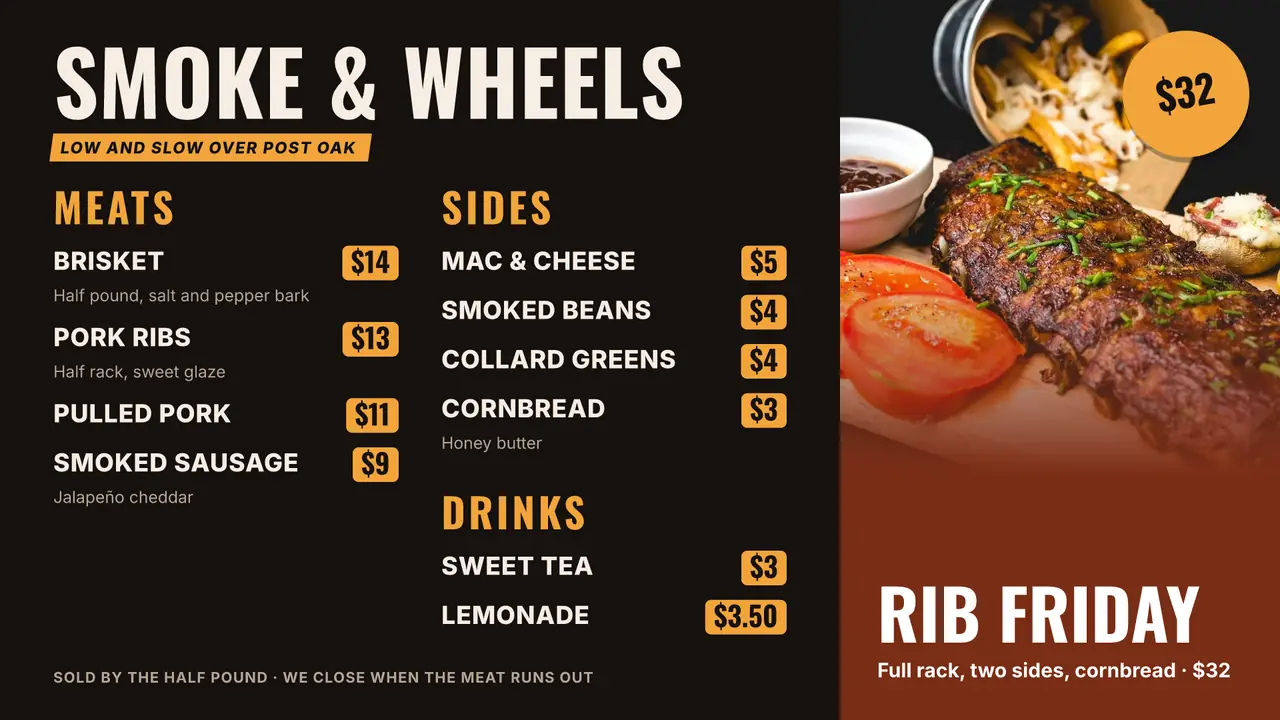 SMOKE & WHEELS
LOW AND SLOW OVER POST OAK
MEATS
BRISKET $14
Half pound, salt and pepper bark
PORK RIBS $13
Half rack, sweet glaze
PULLED PORK $11
SMOKED SAUSAGE $9
Jalapeño cheddar
SIDES
MAC & CHEESE $5
SMOKED BEANS $4
COLLARD GREENS $4
CORNBREAD $3
Honey butter
DRINKS
SWEET TEA $3
LEMONADE $3.50
SOLD BY THE HALF POUND · WE CLOSE WHEN THE MEAT RUNS OUT
$32
RIB FRIDAY
Full rack, two sides, cornbread · $32